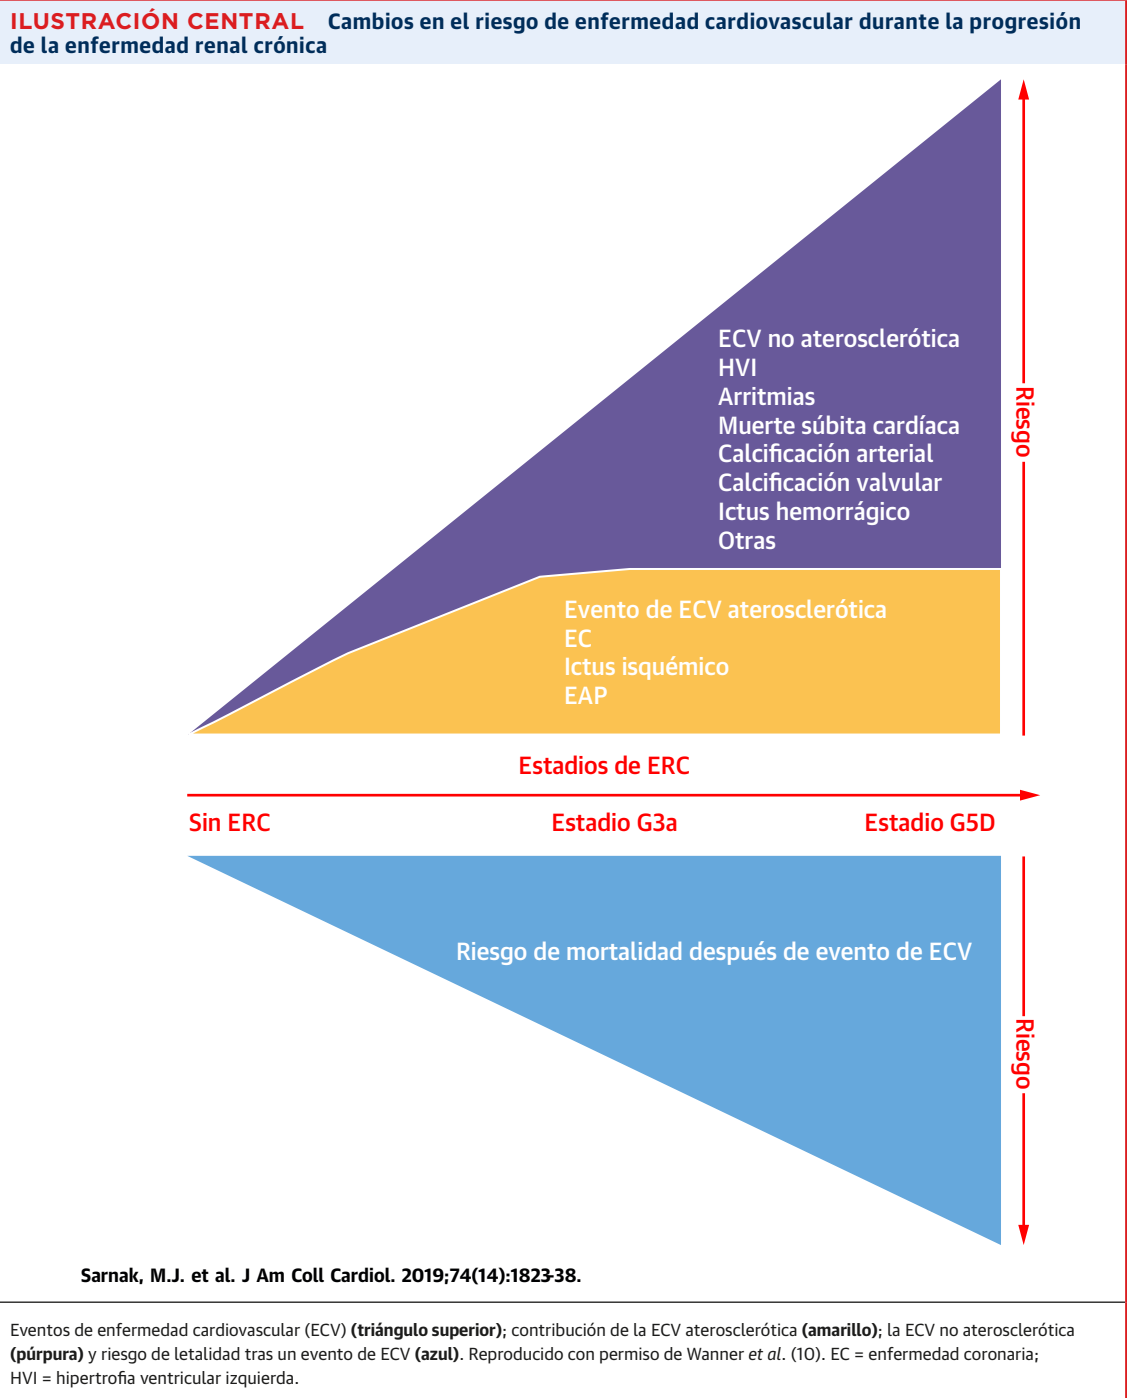 ILUSTRACIÓN CENTRAL Cambios en el riesgo de enfermedad cardiovascular durante la progresión
de la enfermedad renal crónica
ECV no aterosclerótica
HVI
Arritmias
Muerte súbita cardíaca
Calcificación arterial
Calcificación valvular
Ictus hemorrágico
Otras
Riesgo
Evento de ECV aterosclerótica
EC
Ictus isquémico
EAP
Estadios de ERC
Sin ERC Estadio G3a Estadio G5D
Riesgo de mortalidad después de evento de ECV
Riesgo
Sarnak, M.J. et al. J Am Coll Cardiol. 2019;74(14):1823-38.
Eventos de enfermedad cardiovascular (ECV) (triángulo superior); contribución de la ECV aterosclerótica (amarillo); la ECV no aterosclerótica
(púrpura) y riesgo de letalidad tras un evento de ECV (azul). Reproducido con permiso de Wanner et al. (10). EC = enfermedad coronaria;
HVI = hipertrofia ventricular izquierda.